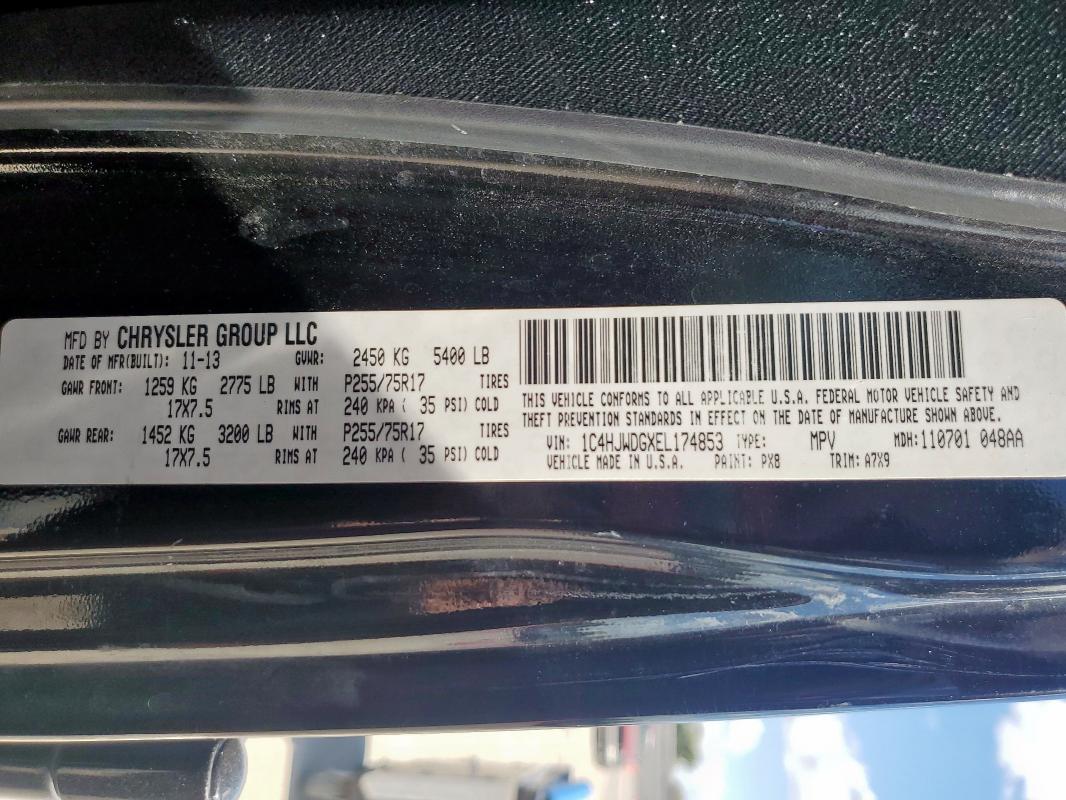 MFD BY CHRYSLER GROUP LLC
DATE OF MFR(BUILT): 11-13 GVWR: 2450 KG 5400 LB
GAWR FRONT: 1259 KG 2775 LB WITH P255/75R17 TIRES
17X7.5 RIMS AT 240 KPA ( 35 PSI) COLD
GAWR REAR: 1452 KG 3200 LB WITH P255/75R17 TIRES
17X7.5 RIMS AT 240 KPA ( 35 PSI) COLD
THIS VEHICLE CONFORMS TO ALL APPLICABLE U.S.A. FEDERAL MOTOR VEHICLE SAFETY AND
THEFT PREVENTION STANDARDS IN EFFECT ON THE DATE OF MANUFACTURE SHOWN ABOVE.
VIN: 1C4HJWDGXEL174853 TYPE: MPV MDH:110701 048AA
VEHICLE MADE IN U.S.A. PAINT: PX8 TRIM: A7X9